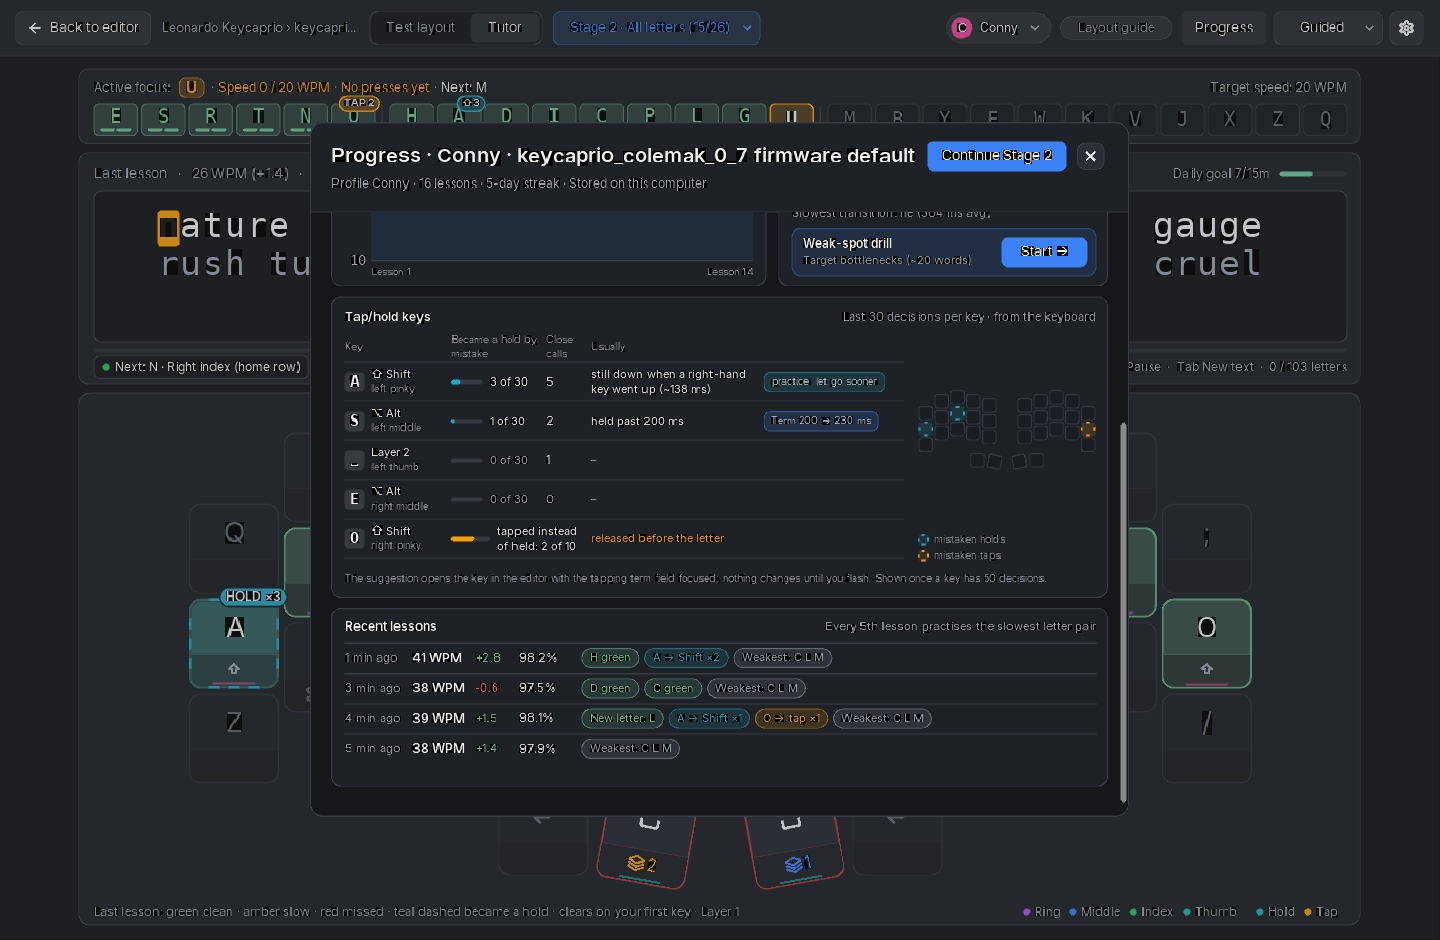 Back to editor
Leonardo Keycaprio › keycapri...
Test layout
Tutor
Stage 2 · All letters (15/26)
C Conny
Layout guide
Progress
Guided
Active focus: U · Speed 0 / 20 WPM · No presses yet · Next: M
Target speed: 20 WPM
TAP 2
⇧3
E S R T N O H A D I C P L G U M B Y F W K V J X Z Q
Last lesson · 26 WPM (+1.4) ·
Daily goal 7/15m
nature
gauge
rush tu
cruel
Next: N · Right index (home row)
Pause · Tab New text · 0 / 103 letters
Progress · Conny · keycaprio_colemak_0_7 firmware default
Continue Stage 2
Profile Conny · 16 lessons · 5-day streak · Stored on this computer
10
Lesson 1
Lesson 14
Weak-spot drill
Target bottlenecks (~20 words)
Start →
Tap/hold keys
Last 30 decisions per key · from the keyboard
Key
Became a hold by mistake
Close calls
Usually
A ⇧ Shift
left pinky
3 of 30
5
still down when a right-hand key went up (~138 ms)
practice: let go sooner
S ⌥ Alt
left middle
1 of 30
2
held past 200 ms
Term 200 → 230 ms
Layer 2
left thumb
0 of 30
1
–
E ⌥ Alt
right middle
0 of 30
0
–
O ⇧ Shift
right pinky
tapped instead of held: 2 of 10
released before the letter
mistaken holds
mistaken taps
The suggestion opens the key in the editor with the tapping term field focused; nothing changes until you flash. Shown once a key has 50 decisions.
Recent lessons
Every 5th lesson practises the slowest letter pair
1 min ago 41 WPM +2.8 98.2% H green A → Shift ×2 Weakest: C L M
3 min ago 38 WPM -0.6 97.5% D green C green Weakest: C L M
4 min ago 39 WPM +1.5 98.1% New letter: L A → Shift ×1 O → tap ×1 Weakest: C L M
5 min ago 38 WPM +1.4 97.9% Weakest: C L M
Q
;
HOLD ×3
A
O
Z
/
2
1
Last lesson: green clean · amber slow · red missed · teal dashed became a hold · clears on your first key · Layer 1
Ring
Middle
Index
Thumb
Hold
Tap